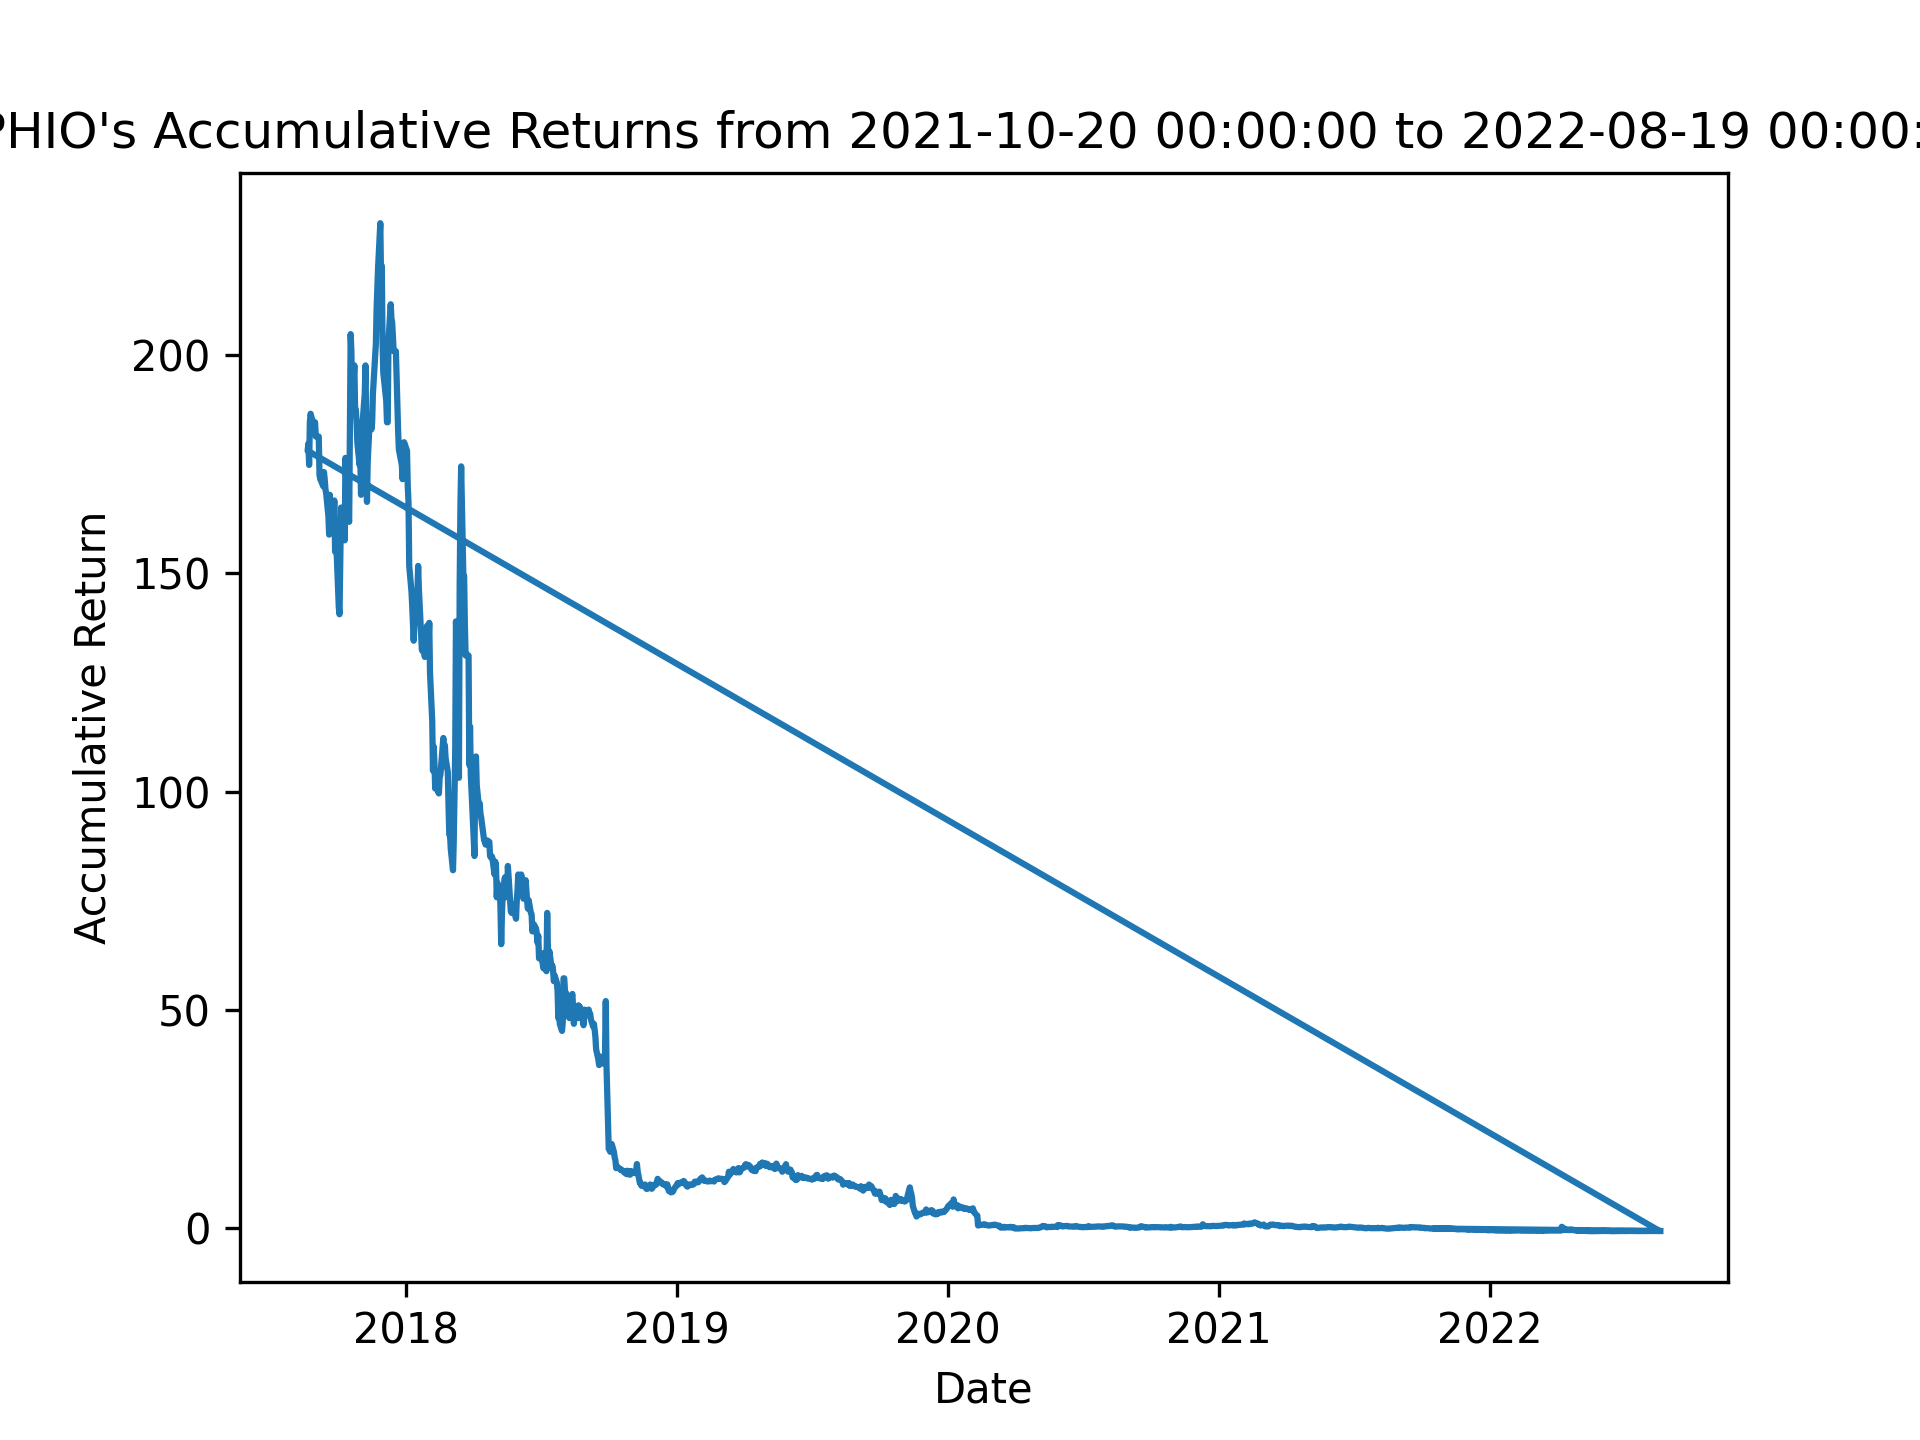 PHIO's Accumulative Returns from 2021-10-20 00:00:00 to 2022-08-19 00:00:
Accumulative Return
200
150
100
50
0
2018 2019 2020 2021 2022
Date